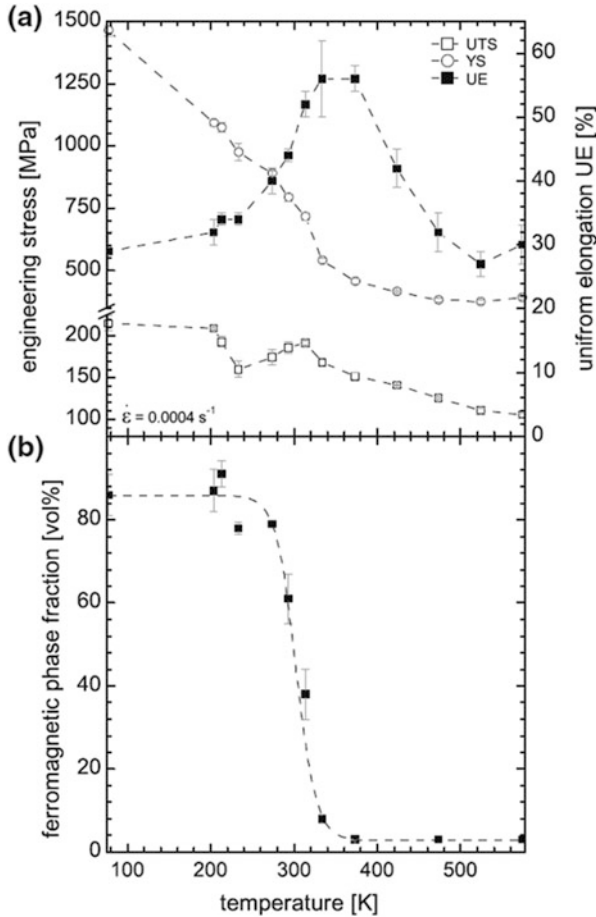 (a)
1500
1250
1000
750
500
200
150
100
engineering stress [MPa]
UTS
YS
UE
60
50
40
30
20
10
0
unifrom elongation UE [%]
ε̇ = 0.0004 s⁻¹
(b)
80
60
40
20
0
ferromagnetic phase fraction [vol%]
100 200 300 400 500
temperature [K]